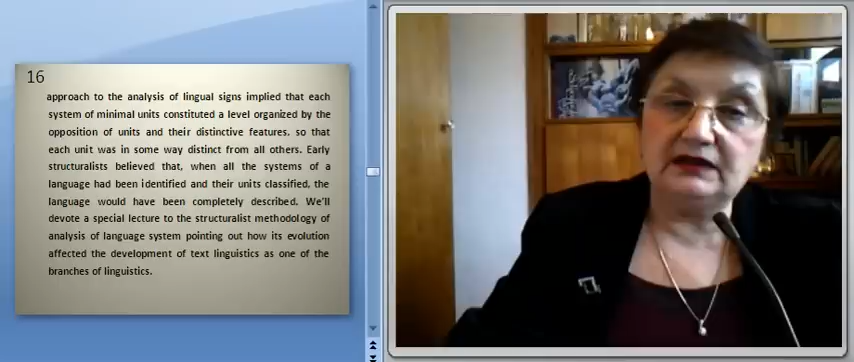 16
approach to the analysis of lingual signs implied that each
system of minimal units constituted a level organized by the
opposition of units and their distinctive features. so that
each unit was in some way distinct from all others. Early
structuralists believed that, when all the systems of a
language had been identified and their units classified, the
language would have been completely described. We'll
devote a special lecture to the structuralist methodology of
analysis of language system pointing out how its evolution
affected the development of text linguistics as one of the
branches of linguistics.